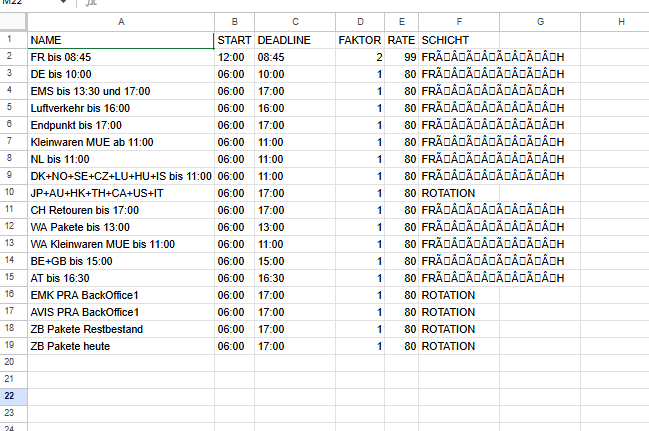 M22 fx
A B C D E F G H
1 NAME START DEADLINE FAKTOR RATE SCHICHT
2 FR bis 08:45 12:00 08:45 2 99 FRÃ□Â□Ã□Â□Ã□Â□Ã□Â□H
3 DE bis 10:00 06:00 10:00 1 80 FRÃ□Â□Ã□Â□Ã□Â□Ã□Â□H
4 EMS bis 13:30 und 17:00 06:00 17:00 1 80 FRÃ□Â□Ã□Â□Ã□Â□Ã□Â□H
5 Luftverkehr bis 16:00 06:00 16:00 1 80 FRÃ□Â□Ã□Â□Ã□Â□Ã□Â□H
6 Endpunkt bis 17:00 06:00 17:00 1 80 FRÃ□Â□Ã□Â□Ã□Â□Ã□Â□H
7 Kleinwaren MUE ab 11:00 06:00 11:00 1 80 FRÃ□Â□Ã□Â□Ã□Â□Ã□Â□H
8 NL bis 11:00 06:00 11:00 1 80 FRÃ□Â□Ã□Â□Ã□Â□Ã□Â□H
9 DK+NO+SE+CZ+LU+HU+IS bis 11:00 06:00 11:00 1 80 FRÃ□Â□Ã□Â□Ã□Â□Ã□Â□H
10 JP+AU+HK+TH+CA+US+IT 06:00 17:00 1 80 ROTATION
11 CH Retouren bis 17:00 06:00 17:00 1 80 FRÃ□Â□Ã□Â□Ã□Â□Ã□Â□H
12 WA Pakete bis 13:00 06:00 13:00 1 80 FRÃ□Â□Ã□Â□Ã□Â□Ã□Â□H
13 WA Kleinwaren MUE bis 11:00 06:00 11:00 1 80 FRÃ□Â□Ã□Â□Ã□Â□Ã□Â□H
14 BE+GB bis 15:00 06:00 15:00 1 80 FRÃ□Â□Ã□Â□Ã□Â□Ã□Â□H
15 AT bis 16:30 06:00 16:30 1 80 FRÃ□Â□Ã□Â□Ã□Â□Ã□Â□H
16 EMK PRA BackOffice1 06:00 17:00 1 80 ROTATION
17 AVIS PRA BackOffice1 06:00 17:00 1 80 ROTATION
18 ZB Pakete Restbestand 06:00 17:00 1 80 ROTATION
19 ZB Pakete heute 06:00 17:00 1 80 ROTATION
20
21
22
23
24